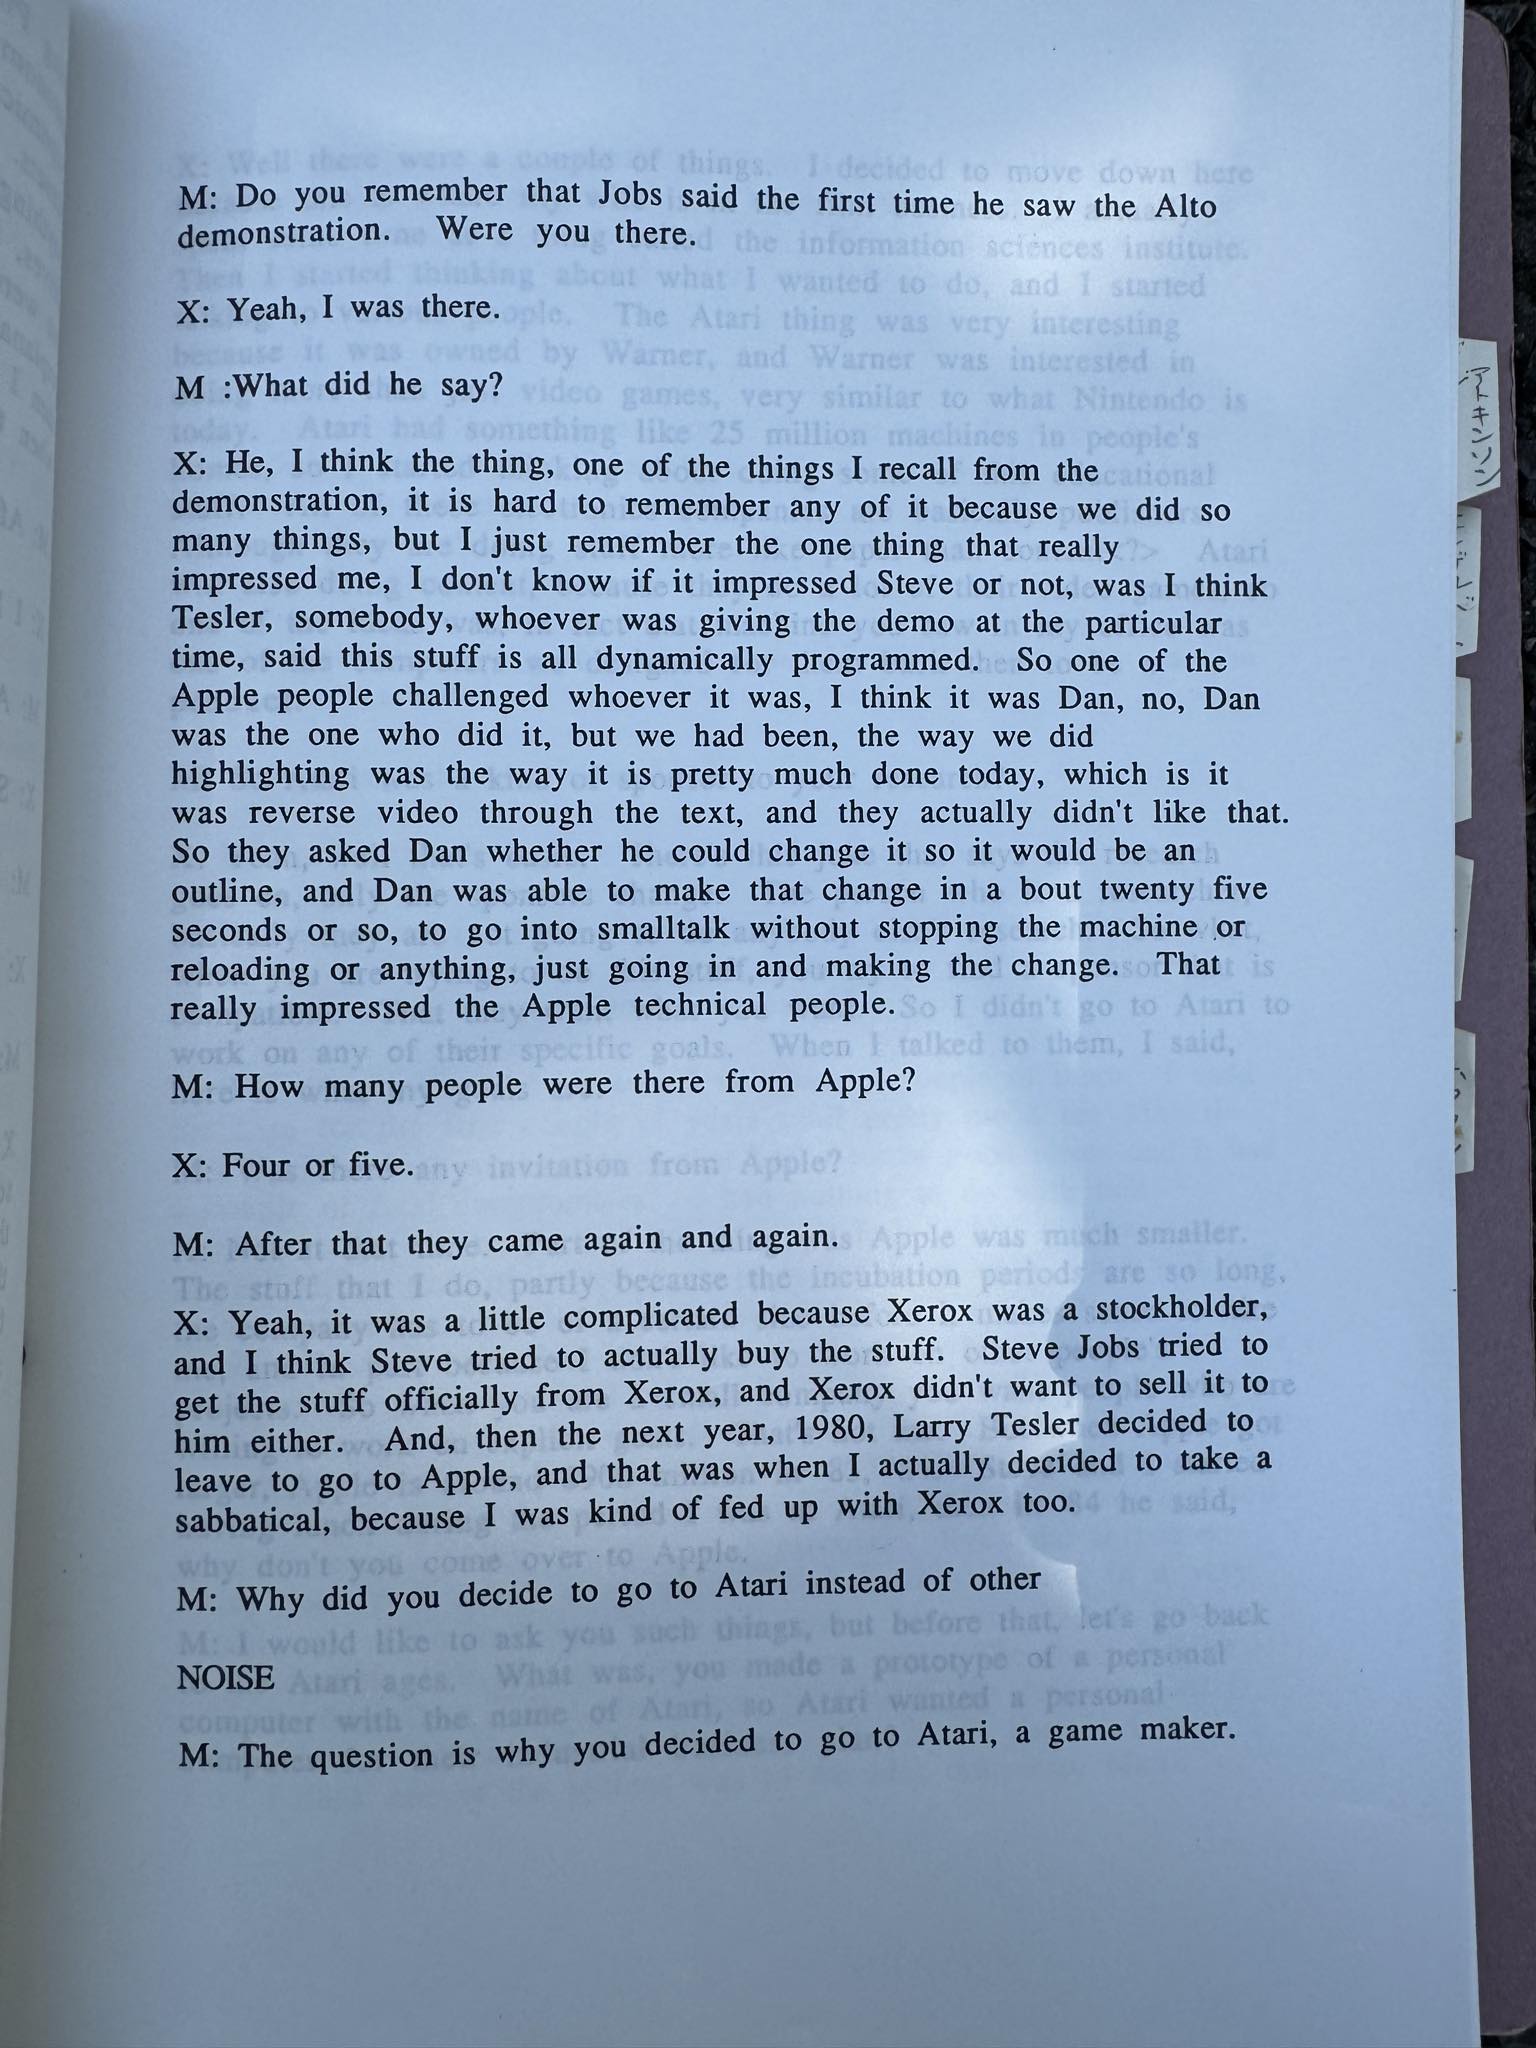 M: Do you remember that Jobs said the first time he saw the Alto
demonstration. Were you there.
X: Yeah, I was there.
M :What did he say?
X: He, I think the thing, one of the things I recall from the
demonstration, it is hard to remember any of it because we did so
many things, but I just remember the one thing that really
impressed me, I don't know if it impressed Steve or not, was I think
Tesler, somebody, whoever was giving the demo at the particular
time, said this stuff is all dynamically programmed. So one of the
Apple people challenged whoever it was, I think it was Dan, no, Dan
was the one who did it, but we had been, the way we did
highlighting was the way it is pretty much done today, which is it
was reverse video through the text, and they actually didn't like that.
So they asked Dan whether he could change it so it would be an
outline, and Dan was able to make that change in a bout twenty five
seconds or so, to go into smalltalk without stopping the machine or
reloading or anything, just going in and making the change. That
really impressed the Apple technical people.
M: How many people were there from Apple?
X: Four or five.
M: After that they came again and again.
X: Yeah, it was a little complicated because Xerox was a stockholder,
and I think Steve tried to actually buy the stuff. Steve Jobs tried to
get the stuff officially from Xerox, and Xerox didn't want to sell it to
him either. And, then the next year, 1980, Larry Tesler decided to
leave to go to Apple, and that was when I actually decided to take a
sabbatical, because I was kind of fed up with Xerox too.
M: Why did you decide to go to Atari instead of other
NOISE
M: The question is why you decided to go to Atari, a game maker.